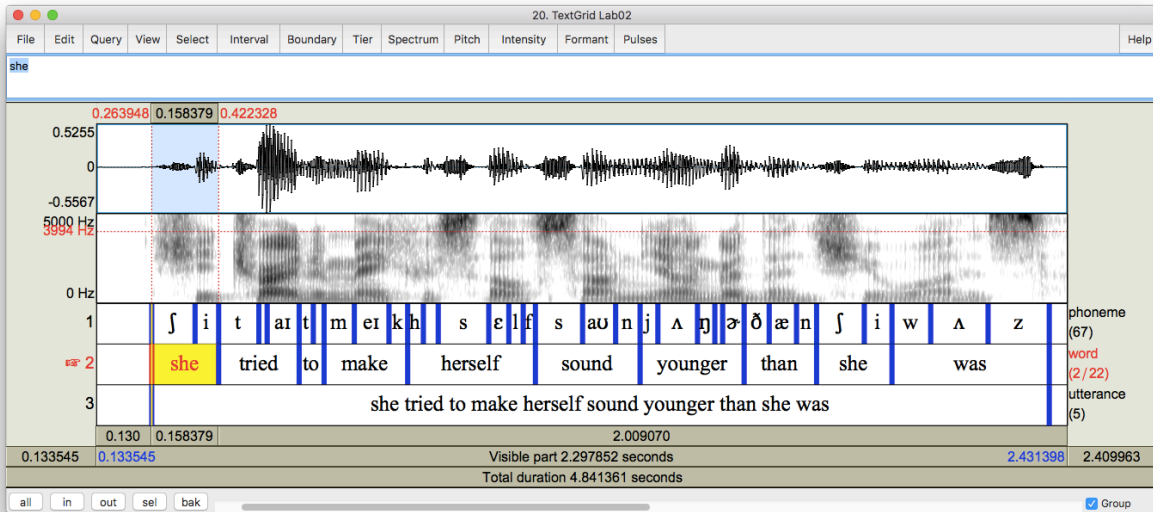 20. TextGrid Lab02
File Edit Query View Select Interval Boundary Tier Spectrum Pitch Intensity Formant Pulses Help
she
0.263948 0.158379 0.422328
0.5255
0
-0.5567
5000 Hz
3994 Hz
0 Hz
1 ʃ i t aɪ t m eɪ k h s ɛ l f s aʊ n j ʌ ŋ ɚ ð æ n ʃ i w ʌ z phoneme
(67)
☞ 2 she tried to make herself sound younger than she was word
(2/22)
3 she tried to make herself sound younger than she was utterance
(5)
0.130 0.158379 2.009070
0.133545 0.133545 Visible part 2.297852 seconds 2.431398 2.409963
Total duration 4.841361 seconds
all in out sel bak Group